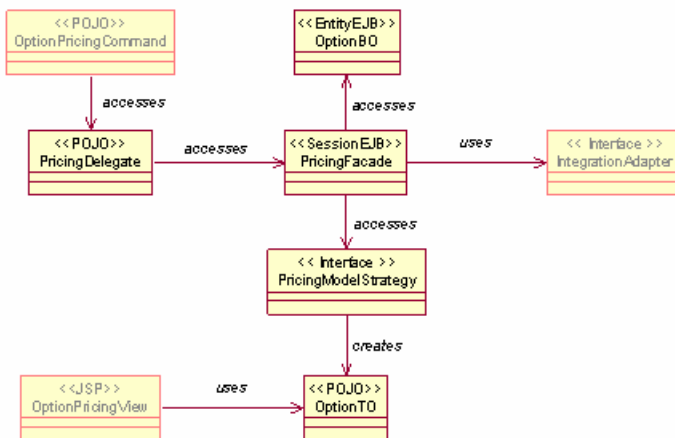 <<POJO>>
OptionPricingCommand
<<EntityEJB>>
OptionBO
accesses
accesses
<<POJO>>
PricingDelegate
accesses
<<SessionEJB>>
PricingFacade
uses
<< Interface >>
IntegrationAdapter
accesses
<< Interface >>
PricingModelStrategy
creates
<<JSP>>
OptionPricingView
uses
<<POJO>>
OptionTO